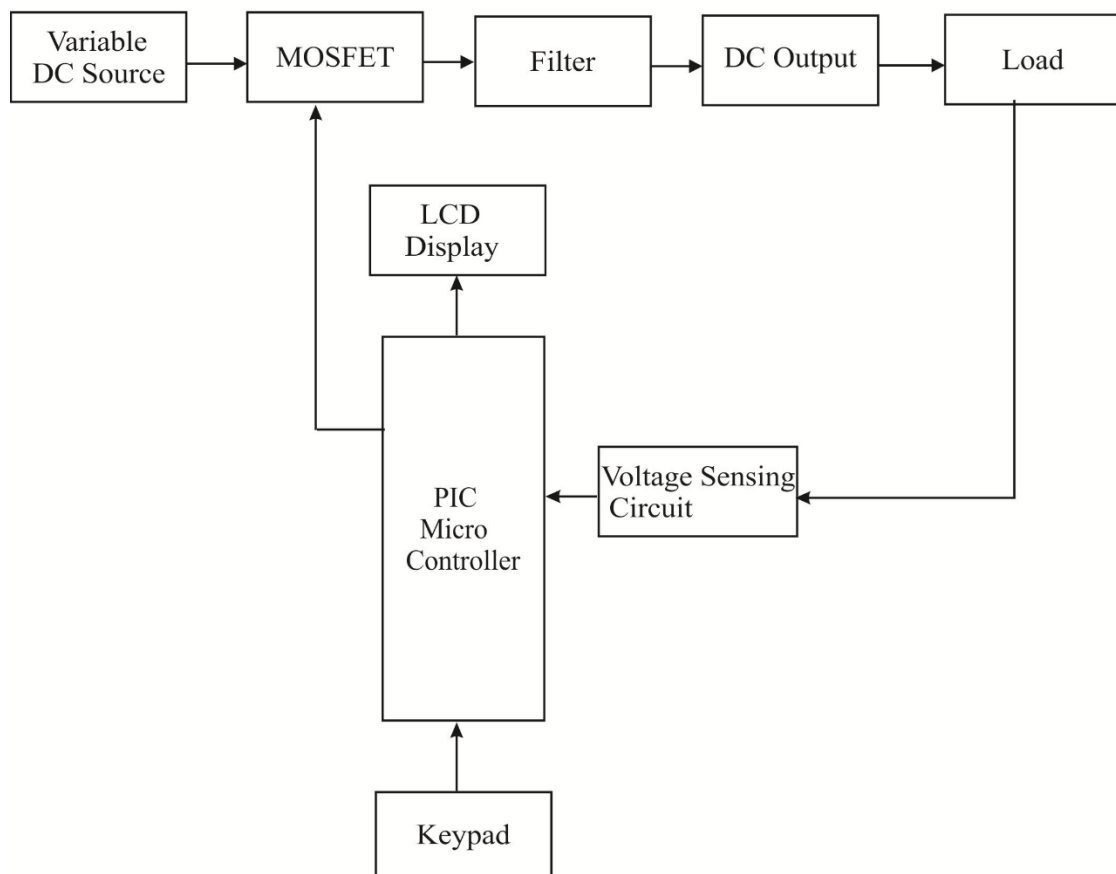 Variable
DC Source
MOSFET
Filter
DC Output
Load
LCD
Display
PIC
Micro
Controller
Voltage Sensing
Circuit
Keypad